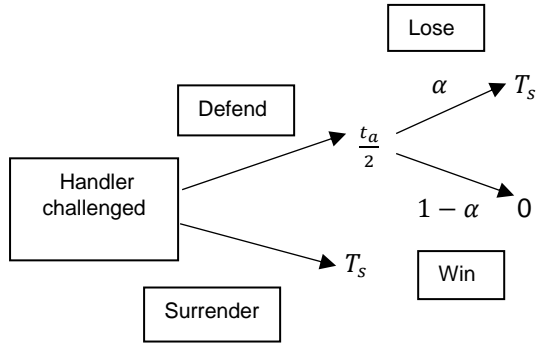 Lose
α
T_s
Defend
t_a/2
Handler
challenged
1 − α
0
T_s
Win
Surrender